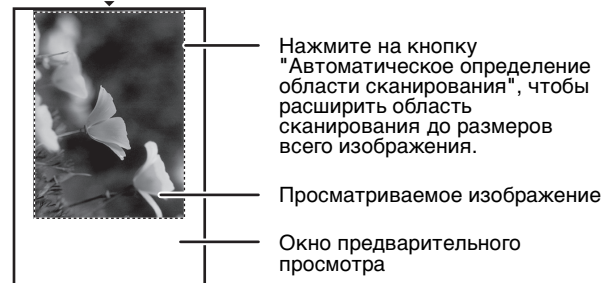 Нажмите на кнопку
"Автоматическое определение
области сканирования", чтобы
расширить область
сканирования до размеров
всего изображения.
Просматриваемое изображение
Окно предварительного
просмотра